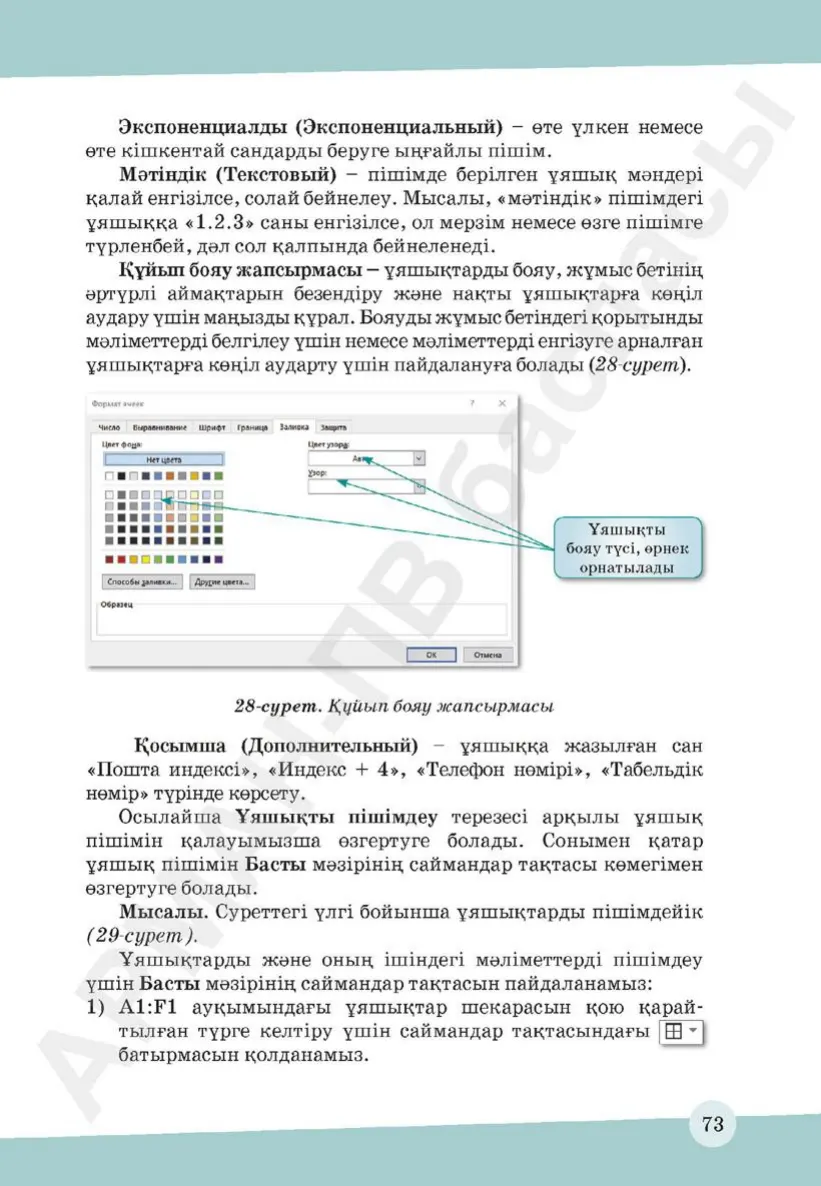 Экспоненциалды (Экспоненциальный) – өте үлкен немесе
өте кішкентай сандарды беруге ыңғайлы пішім.
Мәтіндік (Текстовый) – пішімде берілген ұяшық мәндері
қалай енгізілсе, солай бейнелеу. Мысалы, «мәтіндік» пішімдегі
ұяшыққа «1.2.3» саны енгізілсе, ол мерзім немесе өзге пішімге
түрленбей, дәл сол қалпында бейнеленеді.
Құйып бояу жапсырмасы – ұяшықтарды бояу, жұмыс бетінің
әртүрлі аймақтарын безендіру және нақты ұяшықтарға көңіл
аудару үшін маңызды құрал. Бояуды жұмыс бетіндегі қорытынды
мәліметтерді белгілеу үшін немесе мәліметтерді енгізуге арналған
ұяшықтарға көңіл аударту үшін пайдалануға болады (28-сурет).
Формат ячеек ? ×
Число Выравнивание Шрифт Граница Заливка Защита
Цвет фона: Цвет узора:
Нет цвета Авто
Узор:
Ұяшықты
бояу түсі, өрнек
орнатылады
Способы заливки... Другие цвета...
Образец
ОК Отмена
28-сурет. Құйып бояу жапсырмасы
Қосымша (Дополнительный) – ұяшыққа жазылған сан
«Пошта индексі», «Индекс + 4», «Телефон нөмірі», «Табельдік
нөмір» түрінде көрсету.
Осылайша Ұяшықты пішімдеу терезесі арқылы ұяшық
пішімін қалауымызша өзгертуге болады. Сонымен қатар
ұяшық пішімін Басты мәзірінің саймандар тақтасы көмегімен
өзгертуге болады.
Мысалы. Суреттегі үлгі бойынша ұяшықтарды пішімдейік
(29-сурет).
Ұяшықтарды және оның ішіндегі мәліметтерді пішімдеу
үшін Басты мәзірінің саймандар тақтасын пайдаланамыз:
1) A1:F1 ауқымындағы ұяшықтар шекарасын қою қарай-
тылған түрге келтіру үшін саймандар тақтасындағы
батырмасын қолданамыз.
73
АРМАН-ПВ баспасы